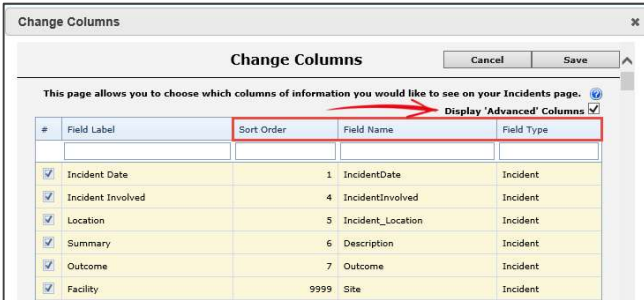 Change Columns
Change Columns Cancel Save
This page allows you to choose which columns of information you would like to see on your Incidents page.
Display 'Advanced' Columns
# Field Label Sort Order Field Name Field Type
Incident Date 1 IncidentDate Incident
Incident Involved 4 IncidentInvolved Incident
Location 5 Incident_Location Incident
Summary 6 Description Incident
Outcome 7 Outcome Incident
Facility 9999 Site Incident